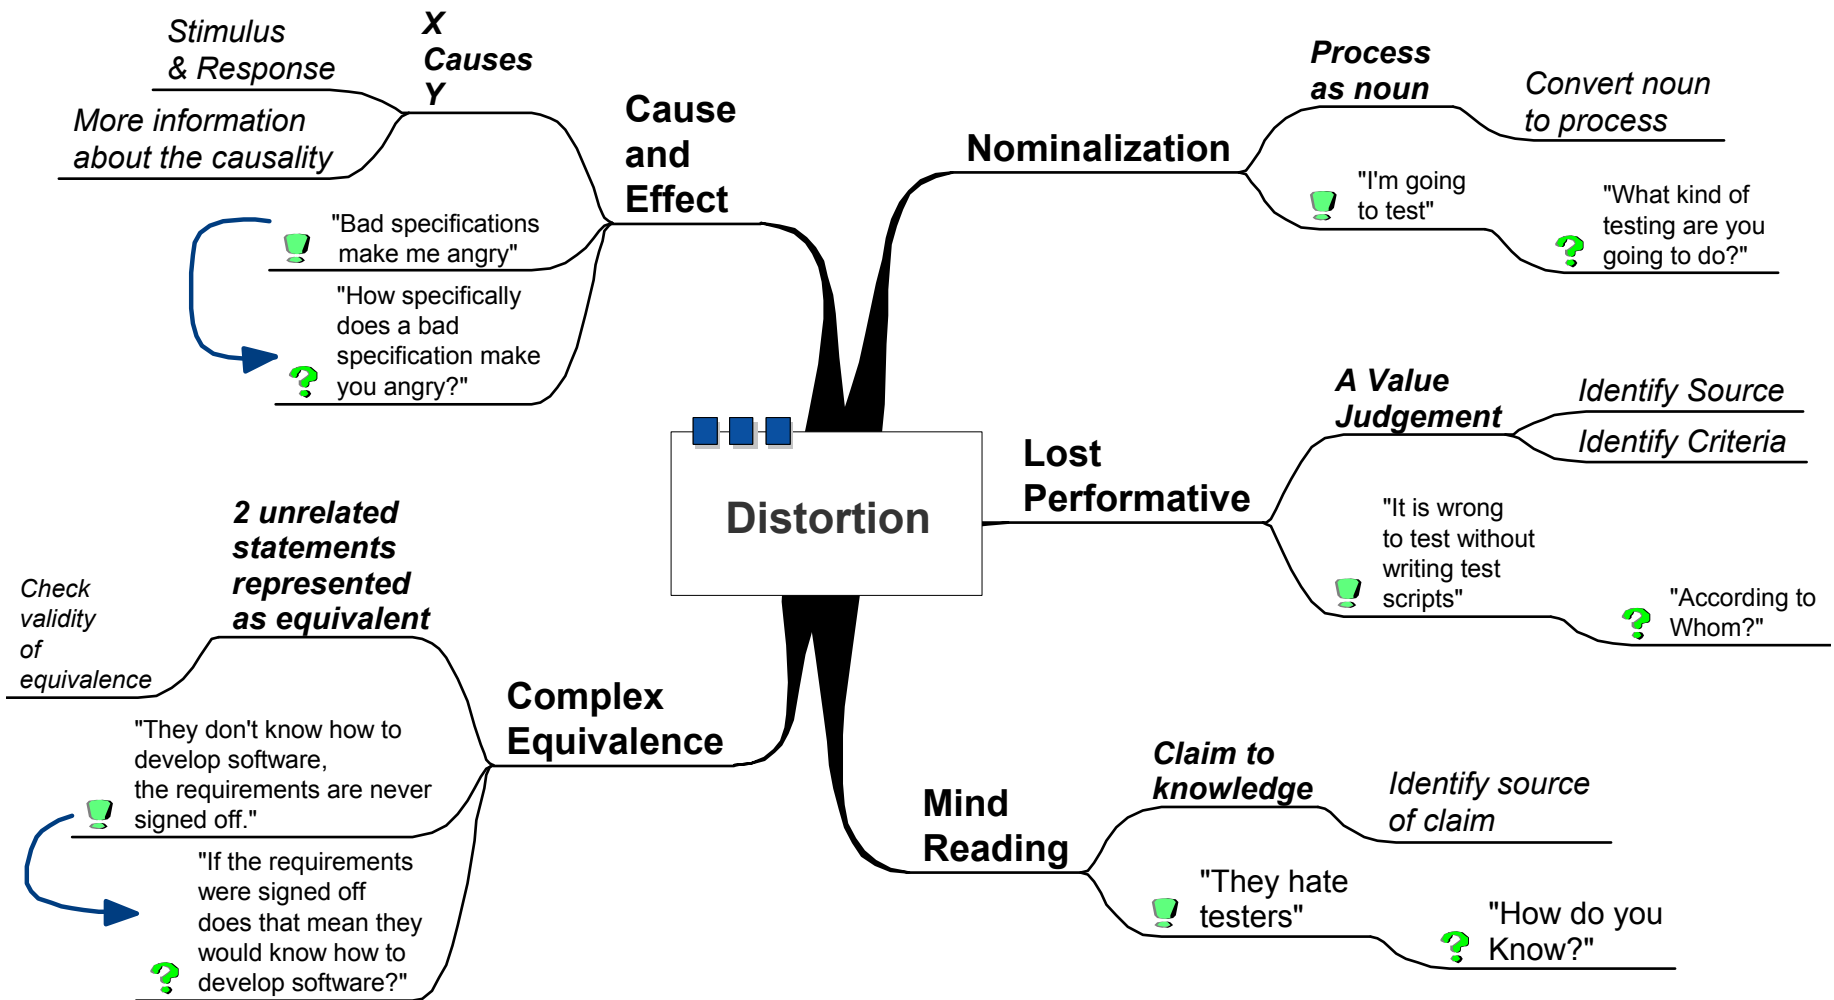 Distortion
Cause
and
Effect
X
Causes
Y
Stimulus
& Response
More information
about the causality
"Bad specifications
make me angry"
"How specifically
does a bad
specification make
you angry?"
Nominalization
Process
as noun
Convert noun
to process
"I'm going
to test"
"What kind of
testing are you
going to do?"
Lost
Performative
A Value
Judgement
Identify Source
Identify Criteria
"It is wrong
to test without
writing test
scripts"
"According to
Whom?"
Complex
Equivalence
2 unrelated
statements
represented
as equivalent
Check
validity
of
equivalence
"They don't know how to
develop software,
the requirements are never
signed off."
"If the requirements
were signed off
does that mean they
would know how to
develop software?"
Mind
Reading
Claim to
knowledge
Identify source
of claim
"They hate
testers"
"How do you
Know?"